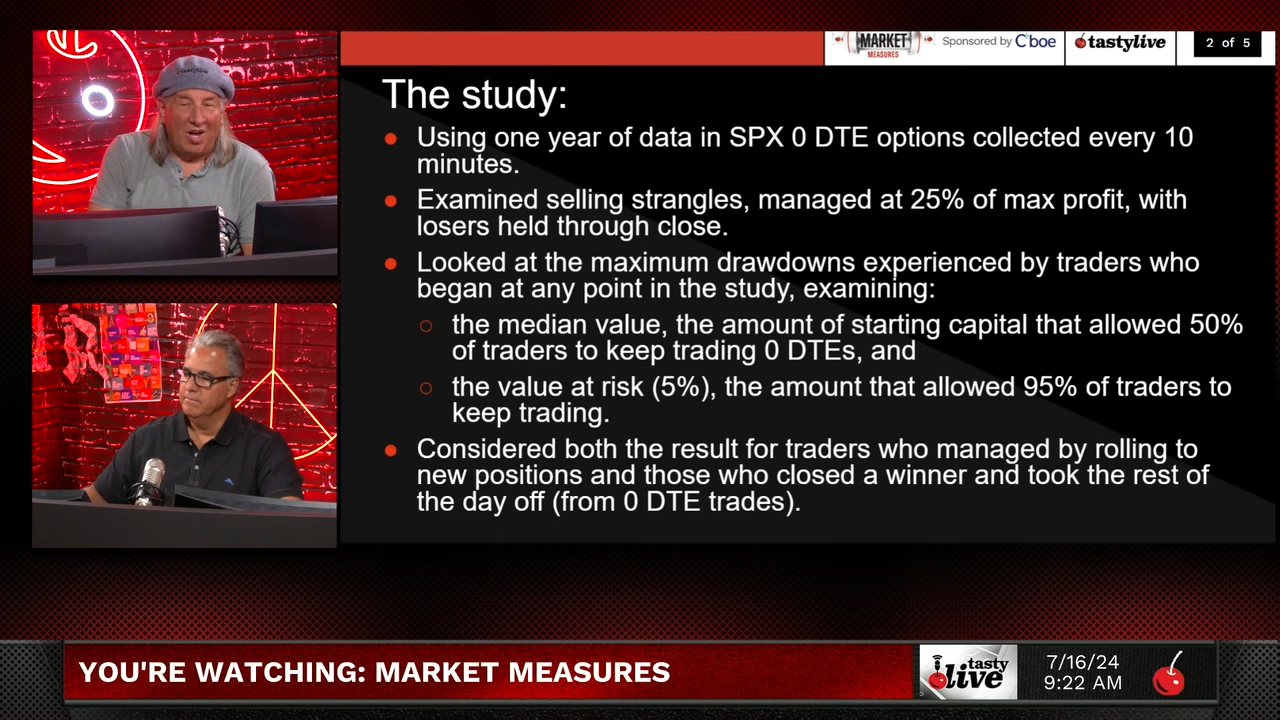 MARKET
MEASURES
Sponsored by Cboe
tastylive
2 of 5
The study:
Using one year of data in SPX 0 DTE options collected every 10
minutes.
Examined selling strangles, managed at 25% of max profit, with
losers held through close.
Looked at the maximum drawdowns experienced by traders who
began at any point in the study, examining:
the median value, the amount of starting capital that allowed 50%
of traders to keep trading 0 DTEs, and
the value at risk (5%), the amount that allowed 95% of traders to
keep trading.
Considered both the result for traders who managed by rolling to
new positions and those who closed a winner and took the rest of
the day off (from 0 DTE trades).
YOU'RE WATCHING: MARKET MEASURES
tasty
live
7/16/24
9:22 AM